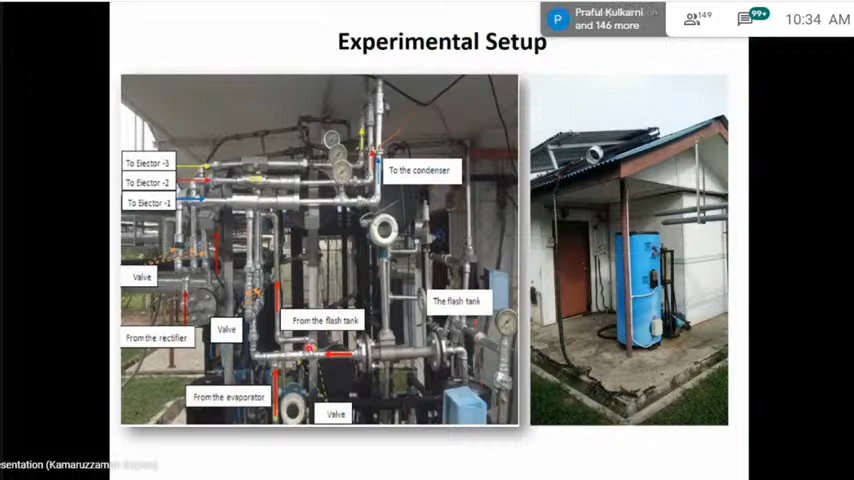 Praful Kulkarni
and 146 more
149
99+
10:34 AM
P
Experimental Setup
To Ejector -3
To Ejector -2
To Ejector -1
To the condenser
Valve
The flash tank
From the flash tank
Valve
From the rectifier
From the evaporator
Valve
esentation (Kamaruzzaman